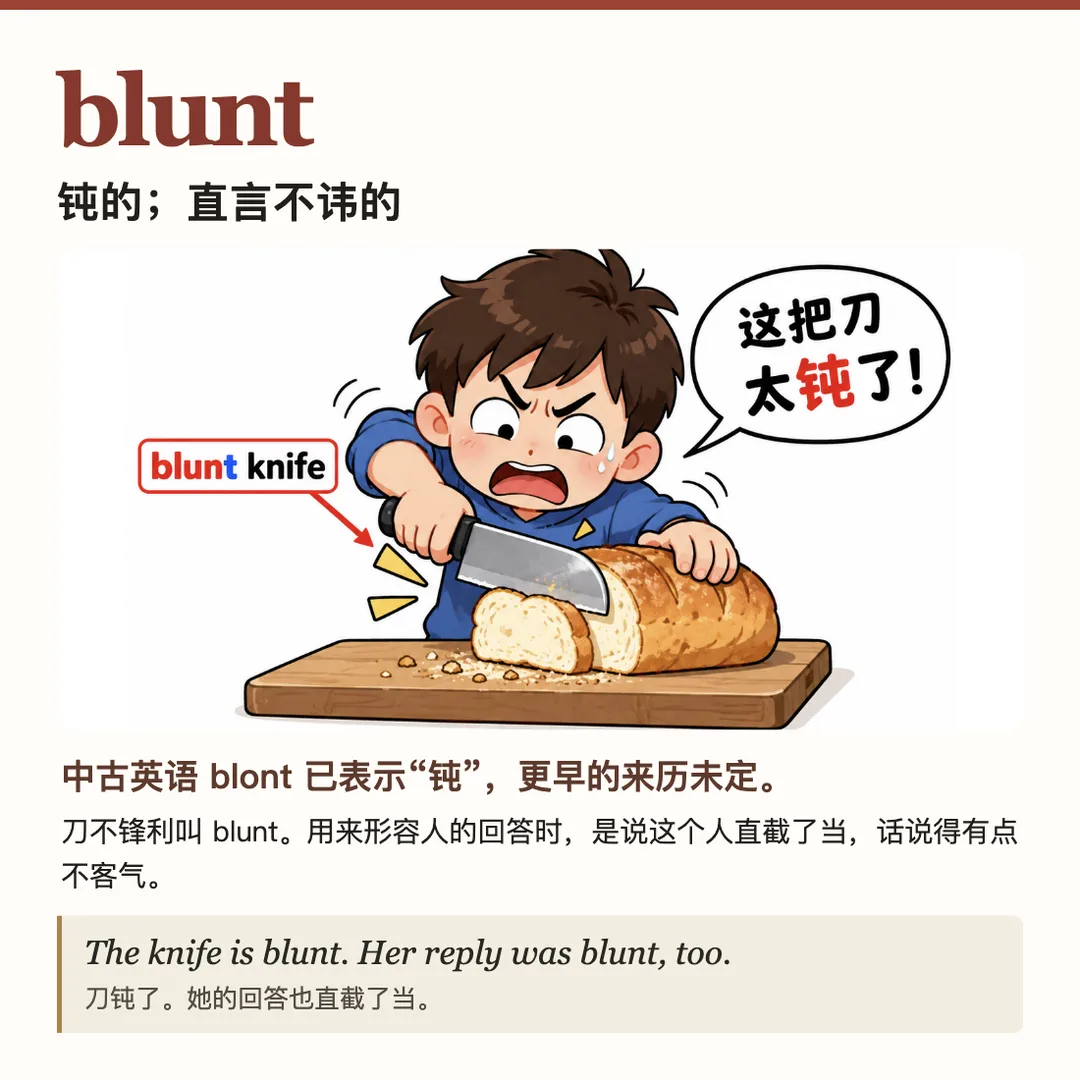 blunt
钝的；直言不讳的
这把刀
太钝了！
blunt knife
中古英语 blont 已表示“钝”，更早的来历未定。
刀不锋利叫 blunt。用来形容人的回答时，是说这个人直截了当，话说得有点
不客气。
The knife is blunt. Her reply was blunt, too.
刀钝了。她的回答也直截了当。